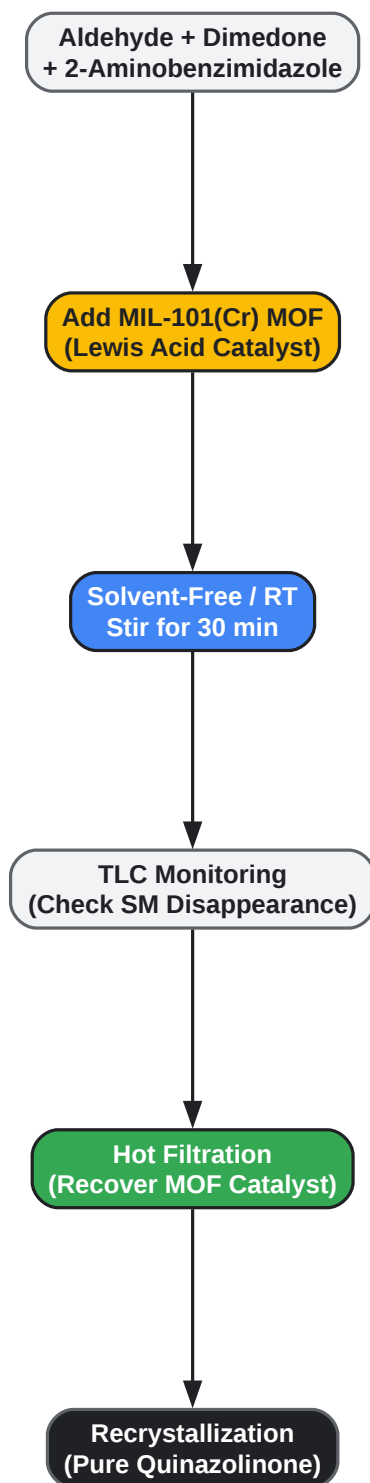 Aldehyde + Dimedone
+ 2-Aminobenzimidazole
Add MIL-101(Cr) MOF
(Lewis Acid Catalyst)
Solvent-Free / RT
Stir for 30 min
TLC Monitoring
(Check SM Disappearance)
Hot Filtration
(Recover MOF Catalyst)
Recrystallization
(Pure Quinazolinone)